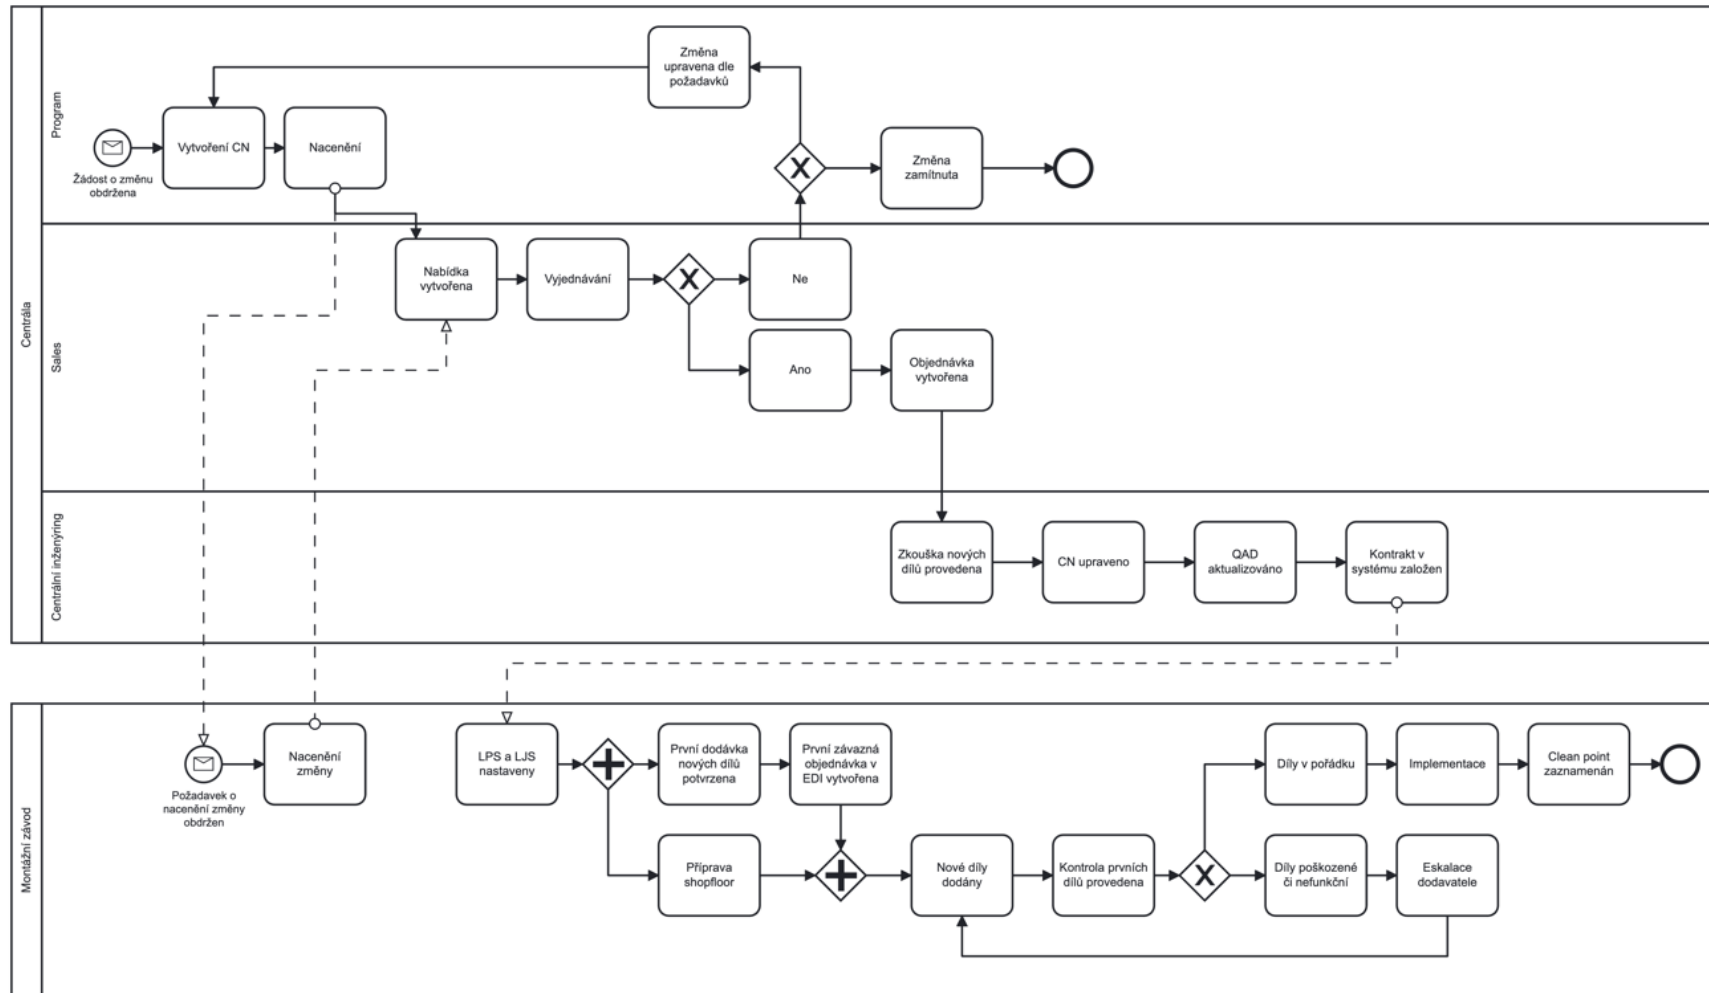 Centrála
Program
Žádost o změnu
obdržena
Vytvoření CN
Nacenění
Změna
upravena dle
požadavků
Změna
zamítnuta
Sales
Nabídka
vytvořena
Vyjednávání
Ne
Ano
Objednávka
vytvořena
Centrální inženýring
Zkouška nových
dílů provedena
CN upraveno
QAD
aktualizováno
Kontrakt v
systému založen
Montážní závod
Požadavek o
nacenění změny
obdržen
Nacenění
změny
LPS a LJS
nastaveny
První dodávka
nových dílů
potvrzena
První závazná
objednávka v
EDI vytvořena
Příprava
shopfloor
Nové díly
dodány
Kontrola prvních
dílů provedena
Díly v pořádku
Implementace
Clean point
zaznamenán
Díly poškozené
či nefunkční
Eskalace
dodavatele